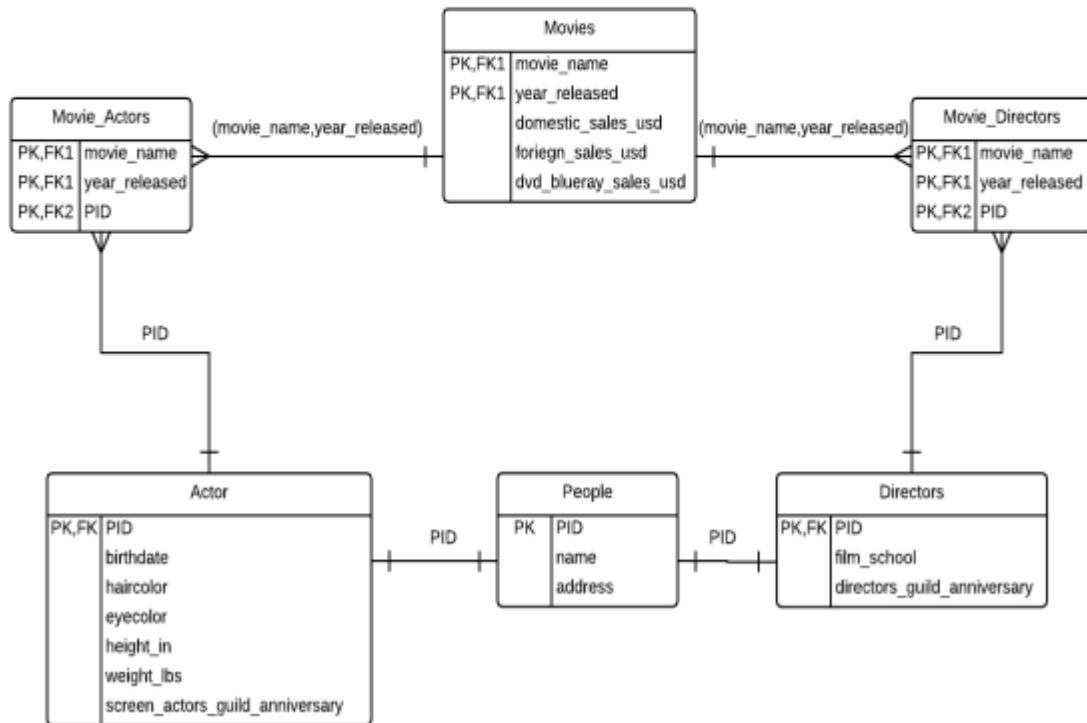 Movies
PK,FK1 movie_name
PK,FK1 year_released
domestic_sales_usd
foriegn_sales_usd
dvd_blueray_sales_usd
Movie_Actors
PK,FK1 movie_name
PK,FK1 year_released
PK,FK2 PID
(movie_name,year_released)
(movie_name,year_released)
Movie_Directors
PK,FK1 movie_name
PK,FK1 year_released
PK,FK2 PID
PID
PID
Actor
PK,FK PID
birthdate
haircolor
eyecolor
height_in
weight_lbs
screen_actors_guild_anniversary
PID
People
PK PID
name
address
PID
Directors
PK,FK PID
film_school
directors_guild_anniversary